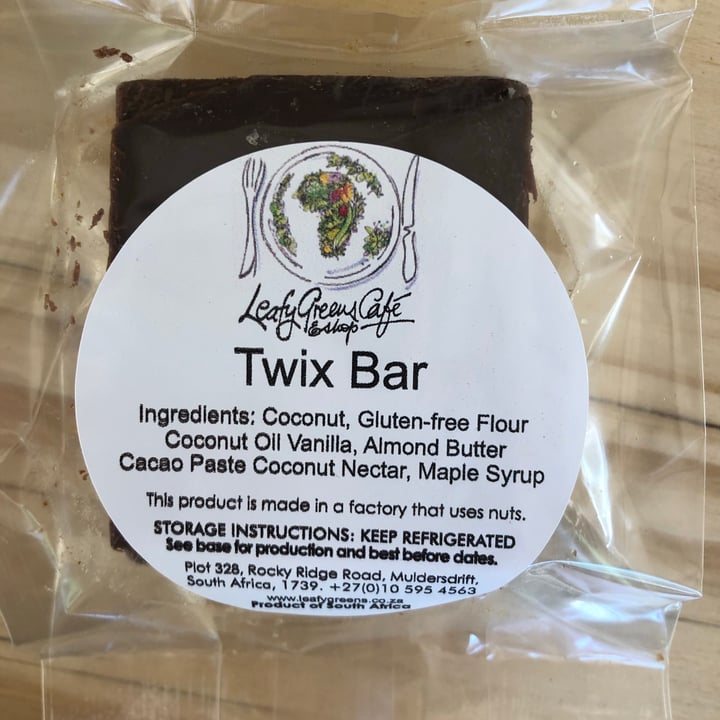 Leafy Greens Café
& shop
Twix Bar
Ingredients: Coconut, Gluten-free Flour
Coconut Oil Vanilla, Almond Butter
Cacao Paste Coconut Nectar, Maple Syrup
This product is made in a factory that uses nuts.
STORAGE INSTRUCTIONS: KEEP REFRIGERATED
See base for production and best before dates.
Plot 328, Rocky Ridge Road, Muldersdrift,
South Africa, 1739. +27(0)10 595 4563
www.leafygreens.co.za
Product of South Africa